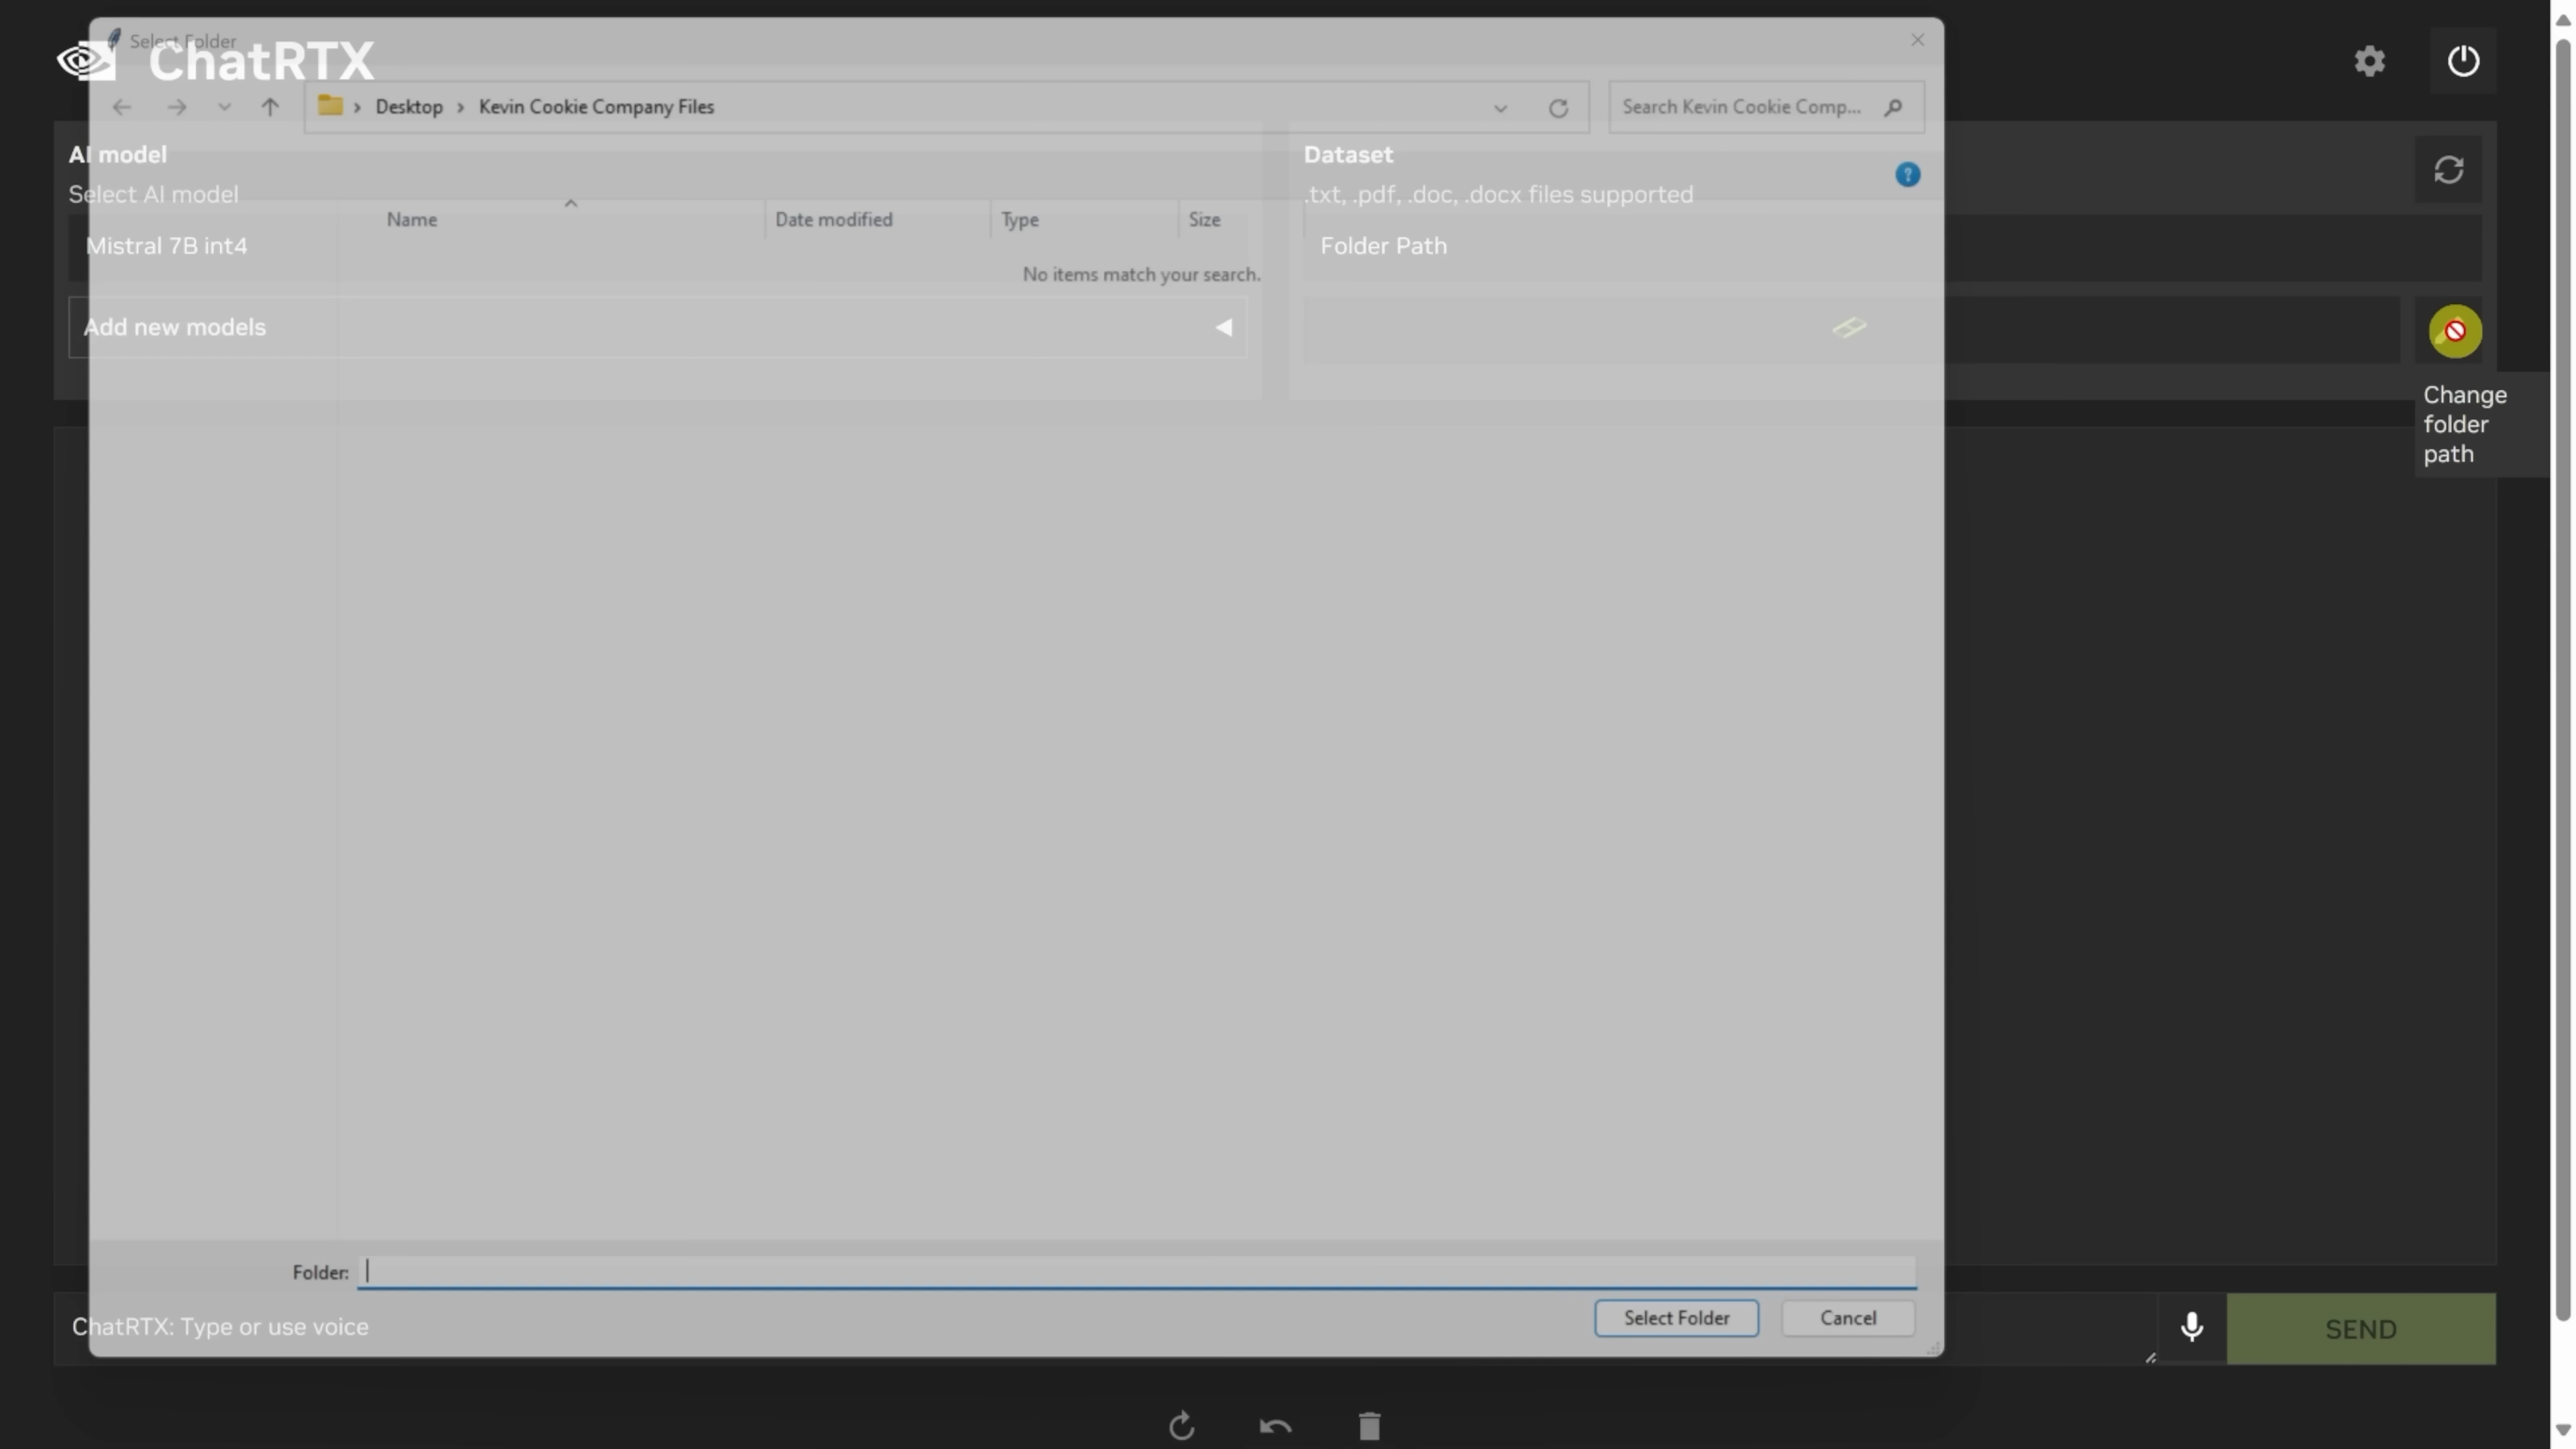 Select Folder
ChatRTX
Desktop > Kevin Cookie Company Files
Search Kevin Cookie Comp...
AI model
Select AI model
Mistral 7B int4
Add new models
Dataset
.txt, .pdf, .doc, .docx files supported
Folder Path
Name
Date modified
Type
Size
No items match your search.
Change
folder
path
Folder:
Select Folder
Cancel
ChatRTX: Type or use voice
SEND